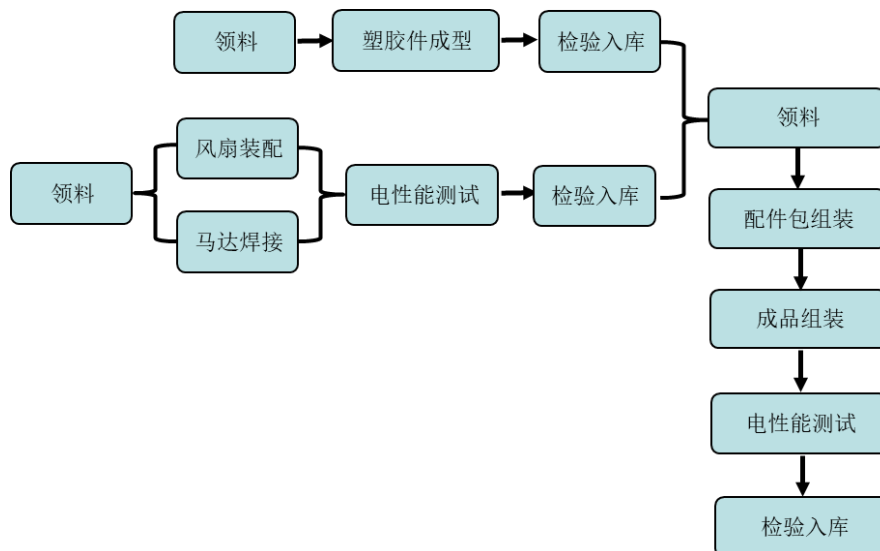 领料
塑胶件成型
检验入库
领料
风扇装配
领料
电性能测试
检验入库
马达焊接
配件包组装
成品组装
电性能测试
检验入库